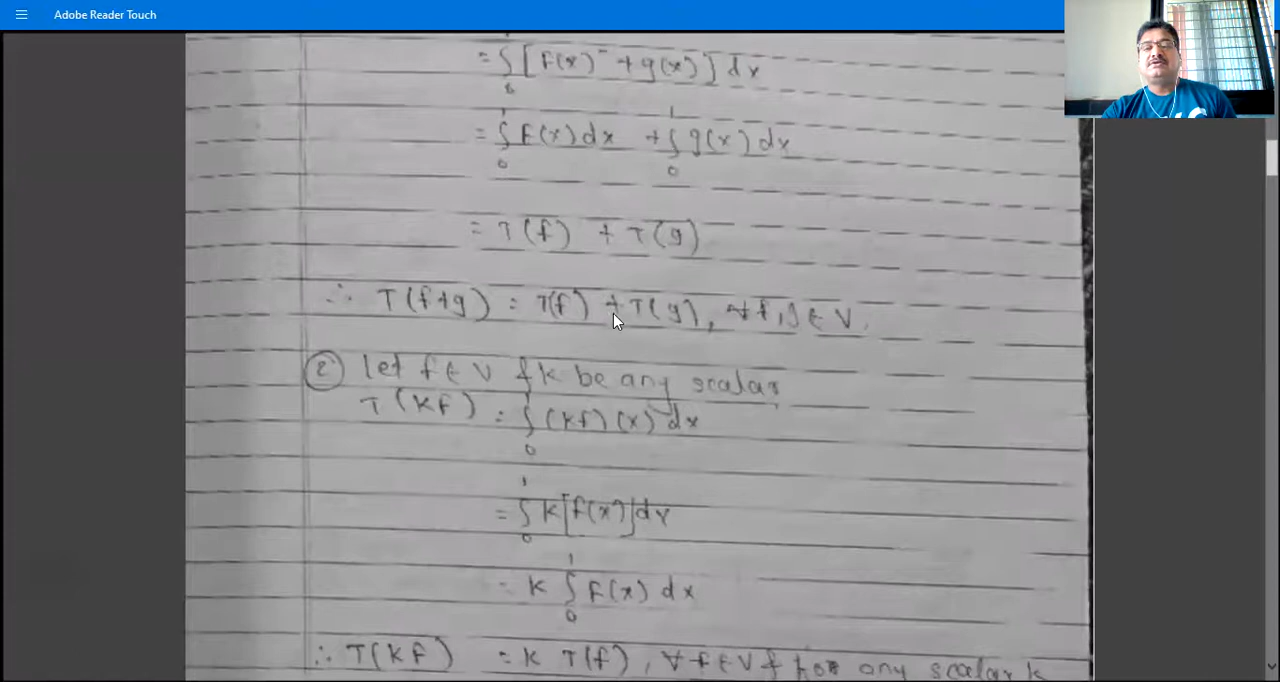 Adobe Reader Touch
= ∫₀¹ [f(x) + g(x)] dx
= ∫₀¹ f(x) dx + ∫₀¹ g(x) dx
= T(f) + T(g)
∴ T(f+g) = T(f) + T(g), ∀ f, g ∈ V.
② let f ∈ V & k be any scalar
T(kf) = ∫₀¹ (kf)(x) dx
= ∫₀¹ k[f(x)] dx
= k ∫₀¹ f(x) dx
∴ T(kf) = k T(f), ∀ f ∈ V & for any scalar k